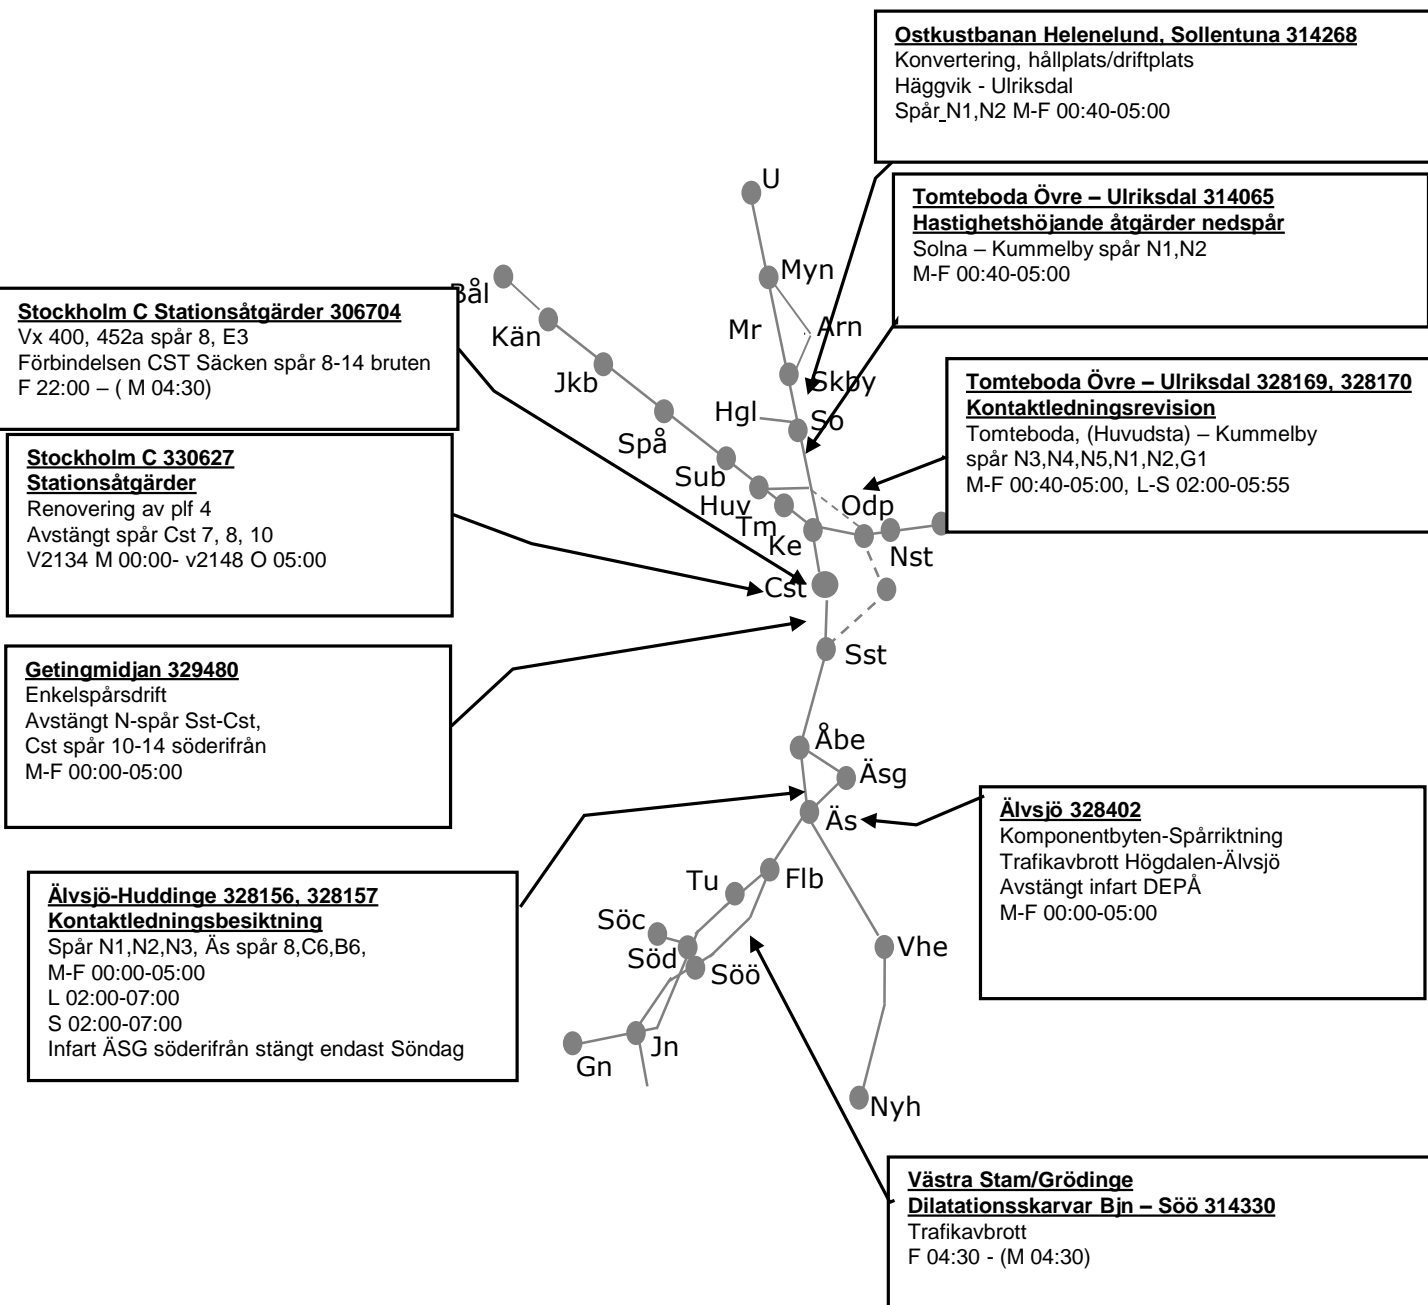 Ostkustbanan Helenelund, Sollentuna 314268
Konvertering, hållplats/driftplats
Häggvik - Ulriksdal
Spår N1,N2 M-F 00:40-05:00
Tomteboda Övre – Ulriksdal 314065
Hastighetshöjande åtgärder nedspår
Solna – Kummelby spår N1,N2
M-F 00:40-05:00
Stockholm C Stationsåtgärder 306704
Vx 400, 452a spår 8, E3
Förbindelsen CST Säcken spår 8-14 bruten
F 22:00 – ( M 04:30)
Tomteboda Övre – Ulriksdal 328169, 328170
Kontaktledningsrevision
Tomteboda, (Huvudsta) – Kummelby
spår N3,N4,N5,N1,N2,G1
M-F 00:40-05:00, L-S 02:00-05:55
Stockholm C 330627
Stationsåtgärder
Renovering av plf 4
Avstängt spår Cst 7, 8, 10
V2134 M 00:00- v2148 O 05:00
Getingmidjan 329480
Enkelspårsdrift
Avstängt N-spår Sst-Cst,
Cst spår 10-14 söderifrån
M-F 00:00-05:00
Älvsjö 328402
Komponentbyten-Spårriktning
Trafikavbrott Högdalen-Älvsjö
Avstängt infart DEPÅ
M-F 00:00-05:00
Älvsjö-Huddinge 328156, 328157
Kontaktledningsbesiktning
Spår N1,N2,N3, Äs spår 8,C6,B6,
M-F 00:00-05:00
L 02:00-07:00
S 02:00-07:00
Infart ÄSG söderifrån stängt endast Söndag
Västra Stam/Grödinge
Dilatationsskarvar Bjn – Söö 314330
Trafikavbrott
F 04:30 - (M 04:30)
U
Myn
Bål
Kän
Mr
Arn
Jkb
Skby
Hgl
So
Spå
Sub
Huv
Odp
Tm
Ke
Nst
Cst
Sst
Åbe
Äsg
Äs
Flb
Tu
Söc
Söd
Söö
Vhe
Jn
Gn
Nyh